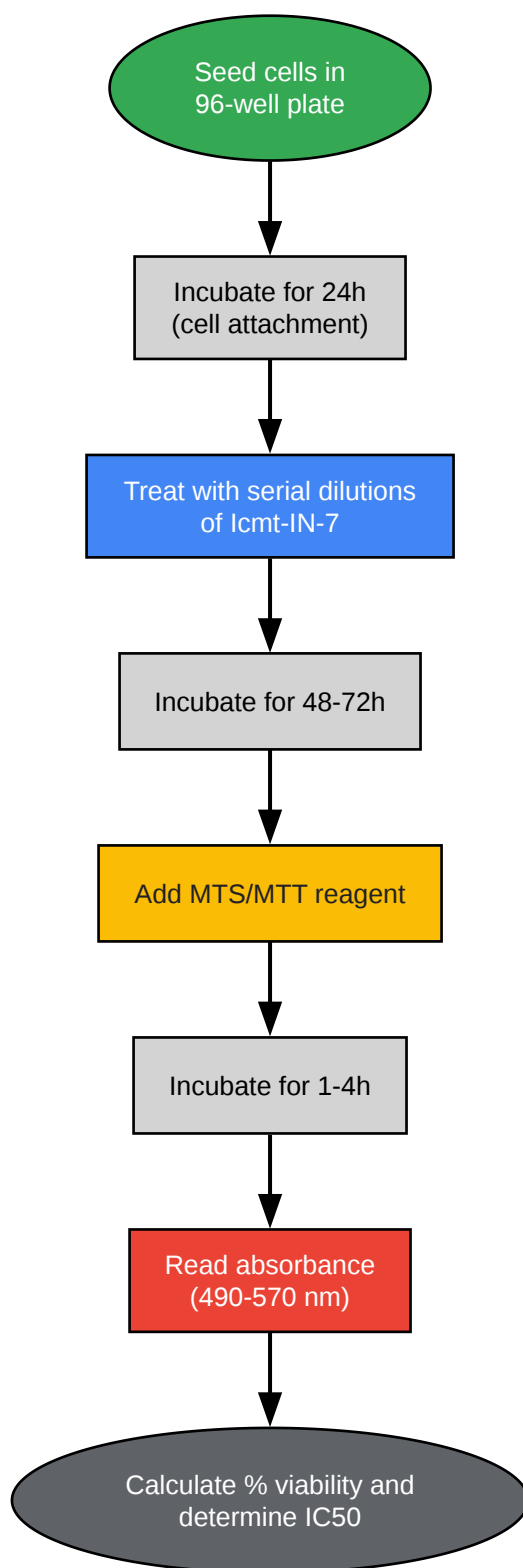 Seed cells in
96-well plate
Incubate for 24h
(cell attachment)
Treat with serial dilutions
of Icmt-IN-7
Incubate for 48-72h
Add MTS/MTT reagent
Incubate for 1-4h
Read absorbance
(490-570 nm)
Calculate % viability and
determine IC50